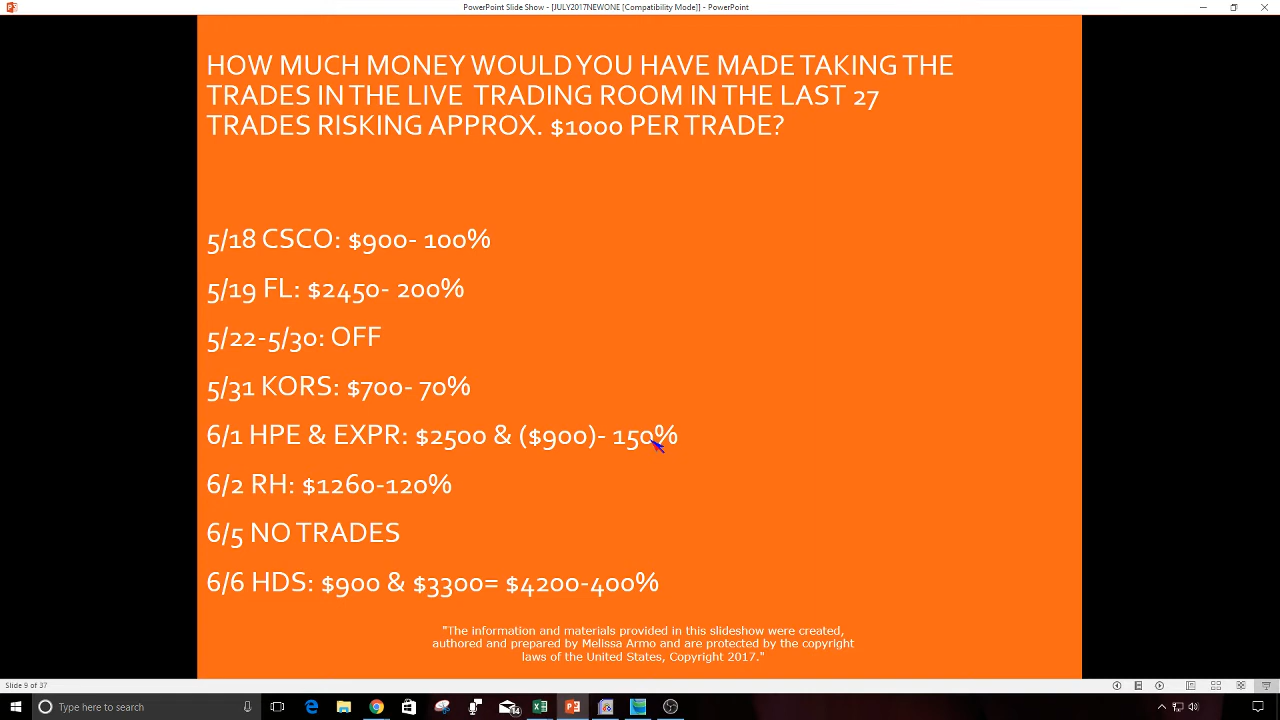 PowerPoint Slide Show - [JULY2017NEWONE [Compatibility Mode]] - PowerPoint
HOW MUCH MONEY WOULD YOU HAVE MADE TAKING THE
TRADES IN THE LIVE TRADING ROOM IN THE LAST 27
TRADES RISKING APPROX. $1000 PER TRADE?
5/18 CSCO: $900- 100%
5/19 FL: $2450- 200%
5/22-5/30: OFF
5/31 KORS: $700- 70%
6/1 HPE & EXPR: $2500 & ($900)- 150%
6/2 RH: $1260-120%
6/5 NO TRADES
6/6 HDS: $900 & $3300= $4200-400%
"The information and materials provided in this slideshow were created,
authored and prepared by Melissa Armo and are protected by the copyright
laws of the United States, Copyright 2017."
Slide 9 of 37
Type here to search
14